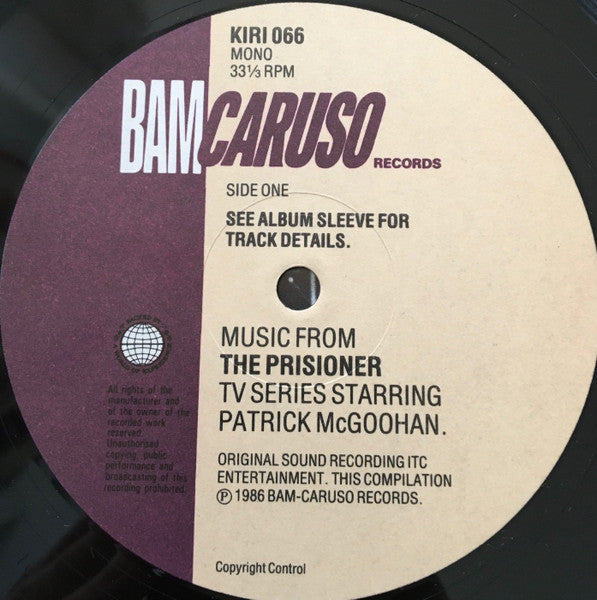 KIRI 066
MONO
33⅓ RPM
BAM CARUSO RECORDS
SIDE ONE
SEE ALBUM SLEEVE FOR
TRACK DETAILS.
MUSIC FROM
THE PRISIONER
TV SERIES STARRING
PATRICK McGOOHAN.
ORIGINAL SOUND RECORDING ITC
ENTERTAINMENT. THIS COMPILATION
Ⓟ 1986 BAM-CARUSO RECORDS.
Copyright Control
All rights of the
manufacturer and
of the owner of the
recorded work
reserved.
Unauthorised
copying, public
performance and
broadcasting of this
recording prohibited.